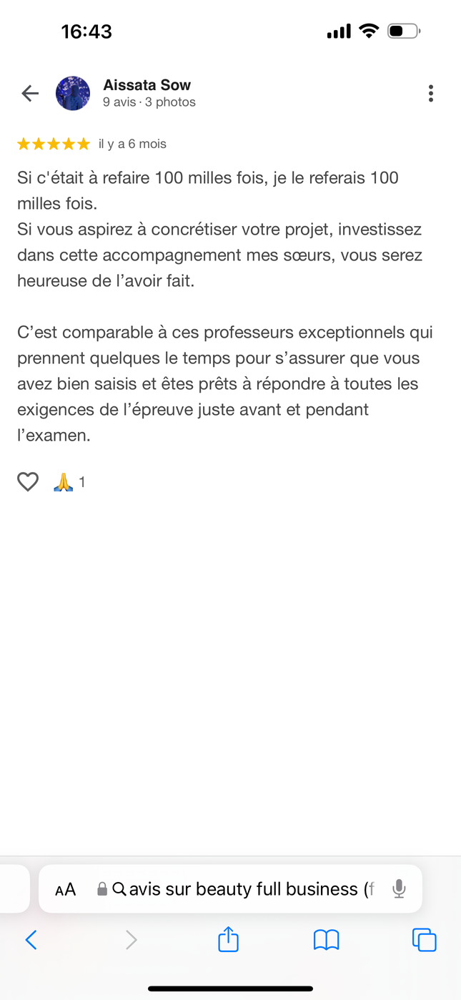 16:43
Aissata Sow
9 avis · 3 photos
il y a 6 mois
Si c'était à refaire 100 milles fois, je le referais 100
milles fois.
Si vous aspirez à concrétiser votre projet, investissez
dans cette accompagnement mes sœurs, vous serez
heureuse de l’avoir fait.
C’est comparable à ces professeurs exceptionnels qui
prennent quelques le temps pour s’assurer que vous
avez bien saisis et êtes prêts à répondre à toutes les
exigences de l’épreuve juste avant et pendant
l’examen.
🙏 1
AA avis sur beauty full business (f